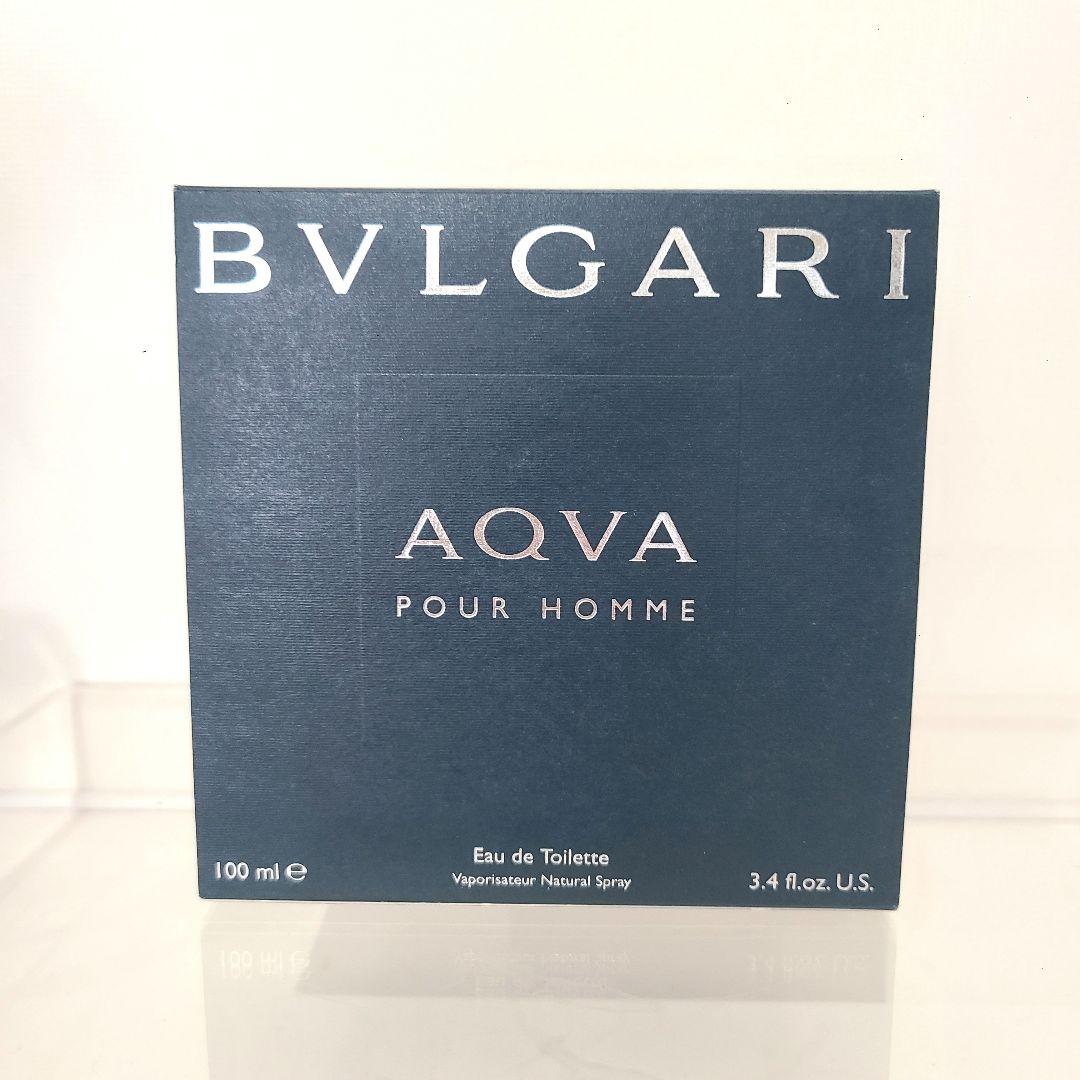 BVLGARI
AQVA
POUR HOMME
Eau de Toilette
Vaporisateur Natural Spray
100 ml ℮
3.4 fl.oz. U.S.